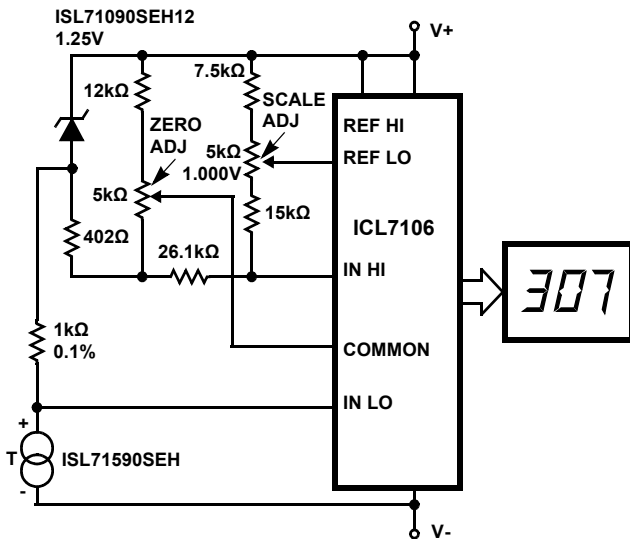 ISL71090SEH12
1.25V
V+
12kΩ
7.5kΩ
ZERO
ADJ
SCALE
ADJ
REF HI
5kΩ
1.000V
REF LO
5kΩ
15kΩ
ICL7106
402Ω
26.1kΩ
IN HI
307
1kΩ
0.1%
COMMON
IN LO
+
T
-
ISL71590SEH
V-